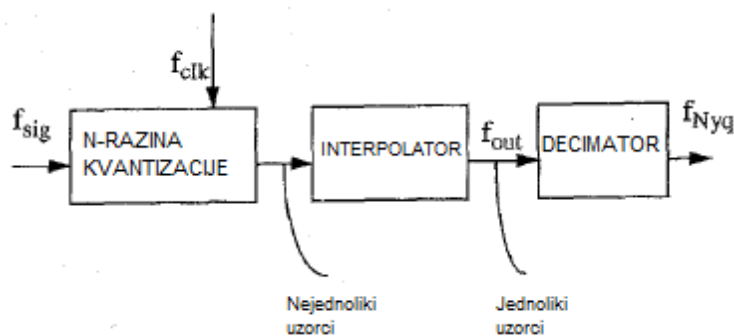 f_clk
f_sig
N-RAZINA
KVANTIZACIJE
INTERPOLATOR
f_out
DECIMATOR
f_Nyq
Nejednoliki
uzorci
Jednoliki
uzorci